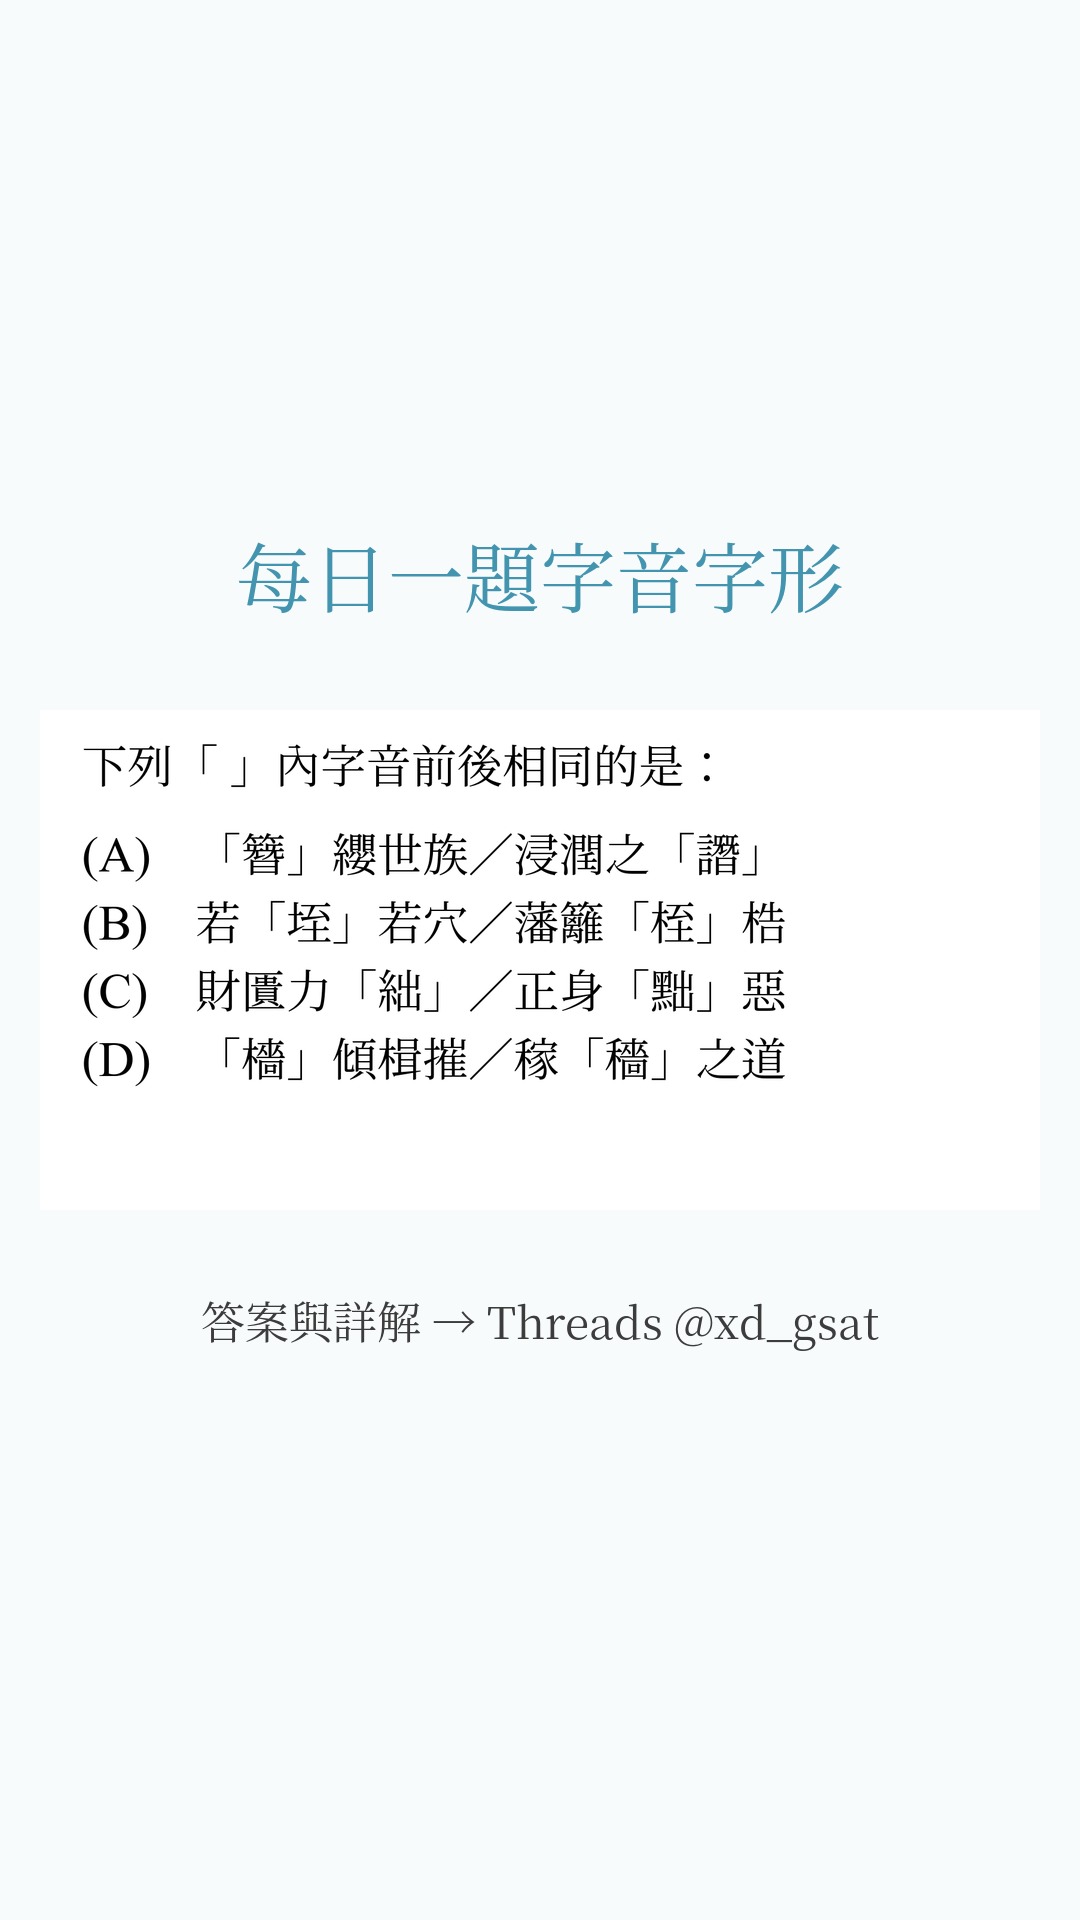 每日一題字音字形
下列「 」內字音前後相同的是：
(A) 「簪」纓世族／浸潤之「譖」
(B) 若「垤」若穴／藩籬「桎」梏
(C) 財匱力「絀」／正身「黜」惡
(D) 「檣」傾楫摧／稼「穡」之道
答案與詳解 → Threads @xd_gsat